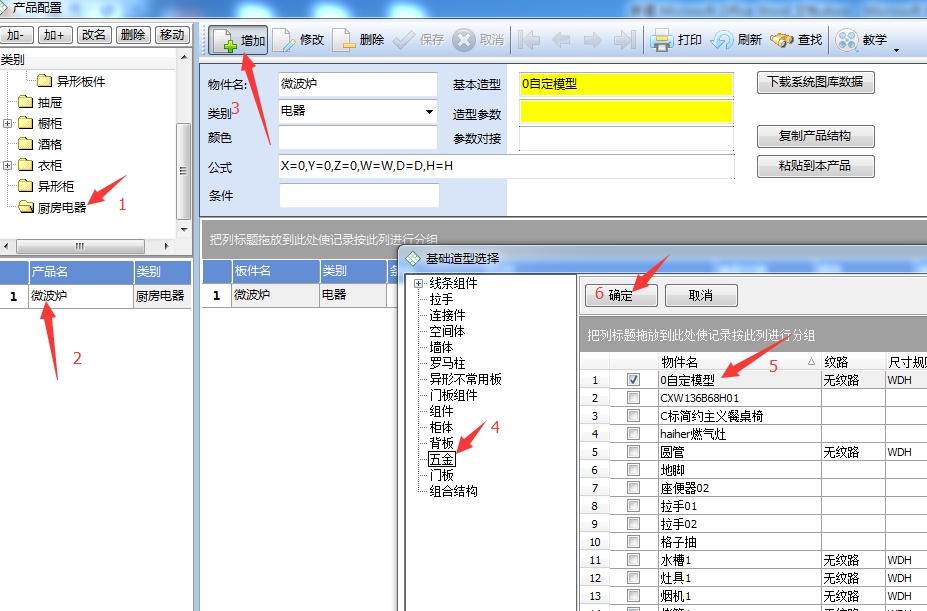 产品配置
加- 加+ 改名 删除 移动
增加 修改 删除 保存 取消 打印 刷新 查找 教学
类别
异形板件
抽屉
橱柜
酒格
衣柜
异形柜
厨房电器
1
物件名: 微波炉 基本造型 0自定模型 下载系统图库数据
3
类别 电器 造型参数
颜色 参数对接 复制产品结构
公式 X=0,Y=0,Z=0,W=W,D=D,H=H 粘贴到本产品
条件
把列标题拖放到此处使记录按此列进行分组
产品名 类别
1 微波炉 厨房电器
2
板件名 类别
1 微波炉 电器
基础造型选择
线条组件
拉手
连接件
空间体
墙体
罗马柱
异形不常用板
门板组件
组件
柜体
背板
五金
门板
组合结构
4
6 确定 取消
把列标题拖放到此处使记录按此列进行分组
5
物件名 纹路 尺寸规
1 0自定模型 无纹路 WDH
2 CXW136B68H01
3 C标简约主义餐桌椅
4 haiher燃气灶
5 圆管 无纹路 WDH
6 地脚
7 座便器02
8 拉手01
9 拉手02
10 格子抽
11 水槽1 无纹路 WDH
12 灶具1 无纹路 WDH
13 烟机1 无纹路 WDH